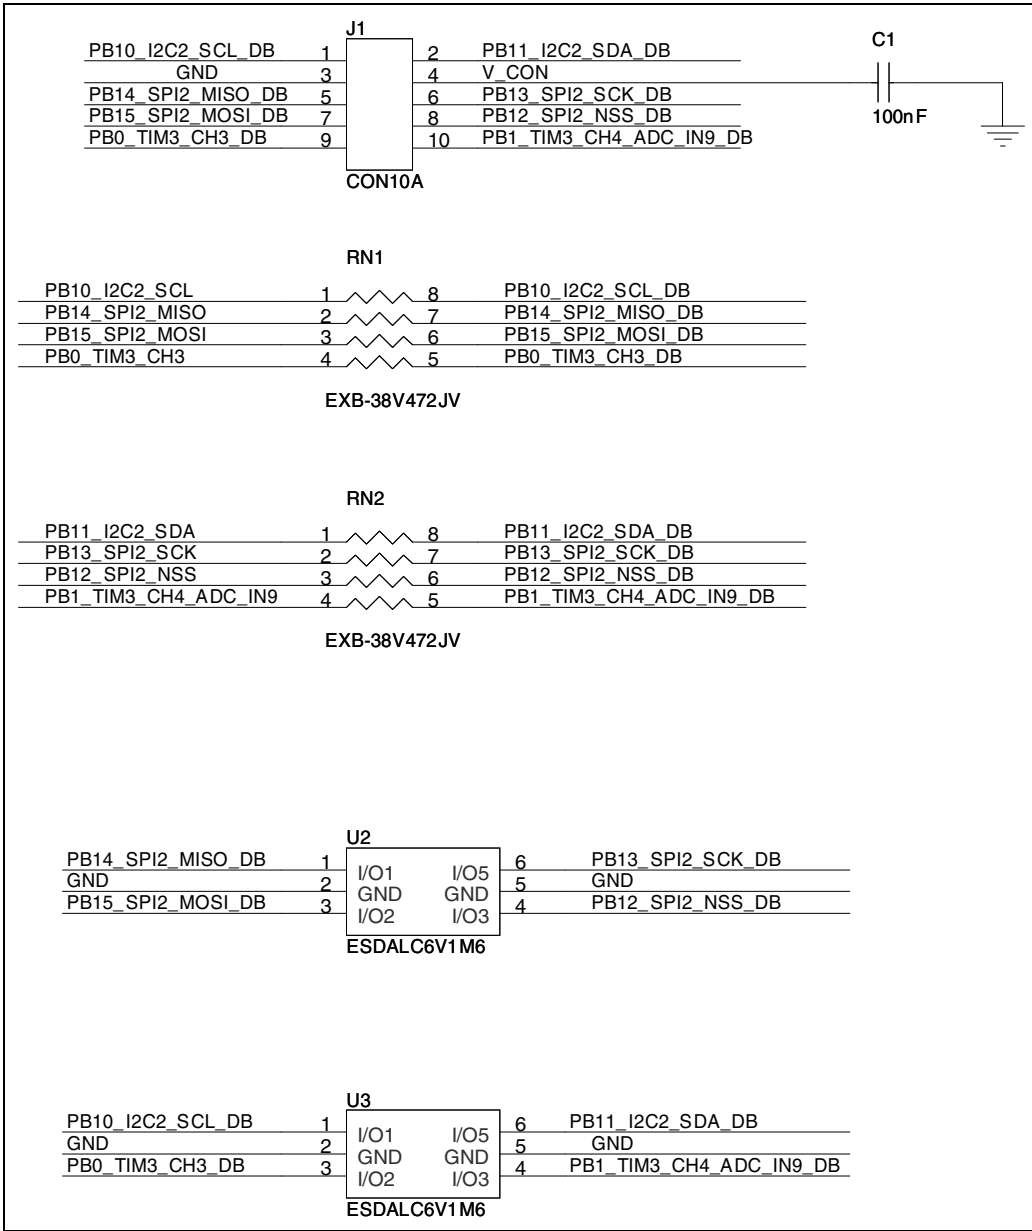 J1
C1
PB10_I2C2_SCL_DB 1 2 PB11_I2C2_SDA_DB
GND 3 4 V_CON
PB14_SPI2_MISO_DB 5 6 PB13_SPI2_SCK_DB
PB15_SPI2_MOSI_DB 7 8 PB12_SPI2_NSS_DB
100nF
PB0_TIM3_CH3_DB 9 10 PB1_TIM3_CH4_ADC_IN9_DB
CON10A
RN1
PB10_I2C2_SCL 1 8 PB10_I2C2_SCL_DB
PB14_SPI2_MISO 2 7 PB14_SPI2_MISO_DB
PB15_SPI2_MOSI 3 6 PB15_SPI2_MOSI_DB
PB0_TIM3_CH3 4 5 PB0_TIM3_CH3_DB
EXB-38V472JV
RN2
PB11_I2C2_SDA 1 8 PB11_I2C2_SDA_DB
PB13_SPI2_SCK 2 7 PB13_SPI2_SCK_DB
PB12_SPI2_NSS 3 6 PB12_SPI2_NSS_DB
PB1_TIM3_CH4_ADC_IN9 4 5 PB1_TIM3_CH4_ADC_IN9_DB
EXB-38V472JV
U2
PB14_SPI2_MISO_DB 1 I/O1 I/O5 6 PB13_SPI2_SCK_DB
GND 2 GND GND 5 GND
PB15_SPI2_MOSI_DB 3 I/O2 I/O3 4 PB12_SPI2_NSS_DB
ESDALC6V1M6
U3
PB10_I2C2_SCL_DB 1 I/O1 I/O5 6 PB11_I2C2_SDA_DB
GND 2 GND GND 5 GND
PB0_TIM3_CH3_DB 3 I/O2 I/O3 4 PB1_TIM3_CH4_ADC_IN9_DB
ESDALC6V1M6